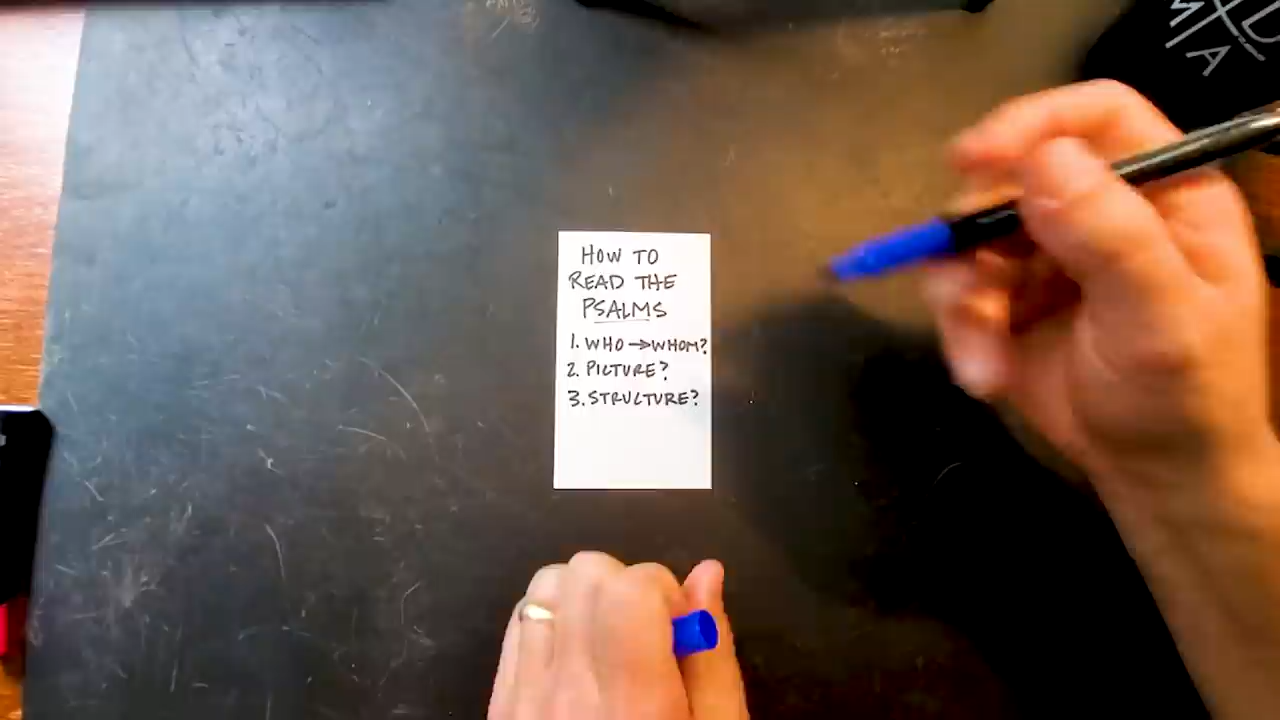 HOW TO
READ THE
PSALMS
1. WHO → WHOM?
2. PICTURE?
3. STRUCTURE?